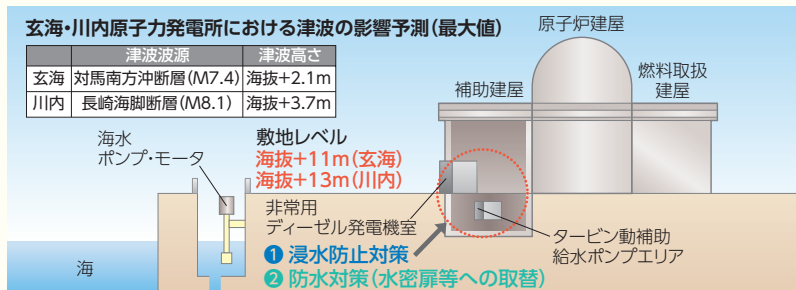 玄海・川内原子力発電所における津波の影響予測(最大値)
津波波源 津波高さ
玄海 対馬南方沖断層(M7.4) 海抜+2.1m
川内 長崎海脚断層(M8.1) 海抜+3.7m
原子炉建屋
補助建屋
燃料取扱
建屋
海水
ポンプ・モータ
敷地レベル
海抜+11m(玄海)
海抜+13m(川内)
非常用
ディーゼル発電機室
タービン動補助
給水ポンプエリア
❶ 浸水防止対策
❷ 防水対策(水密扉等への取替)
海